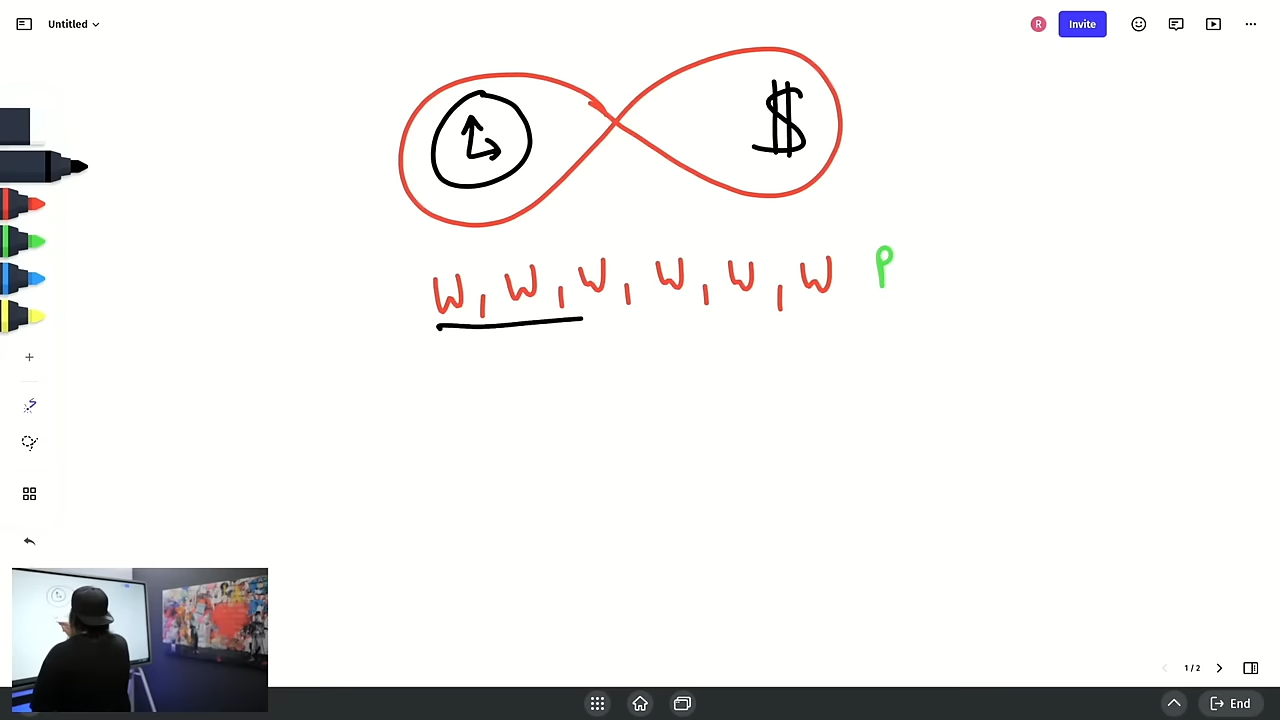 Untitled
R
Invite
$
W, W, W, W, W, W P
1 / 2
End